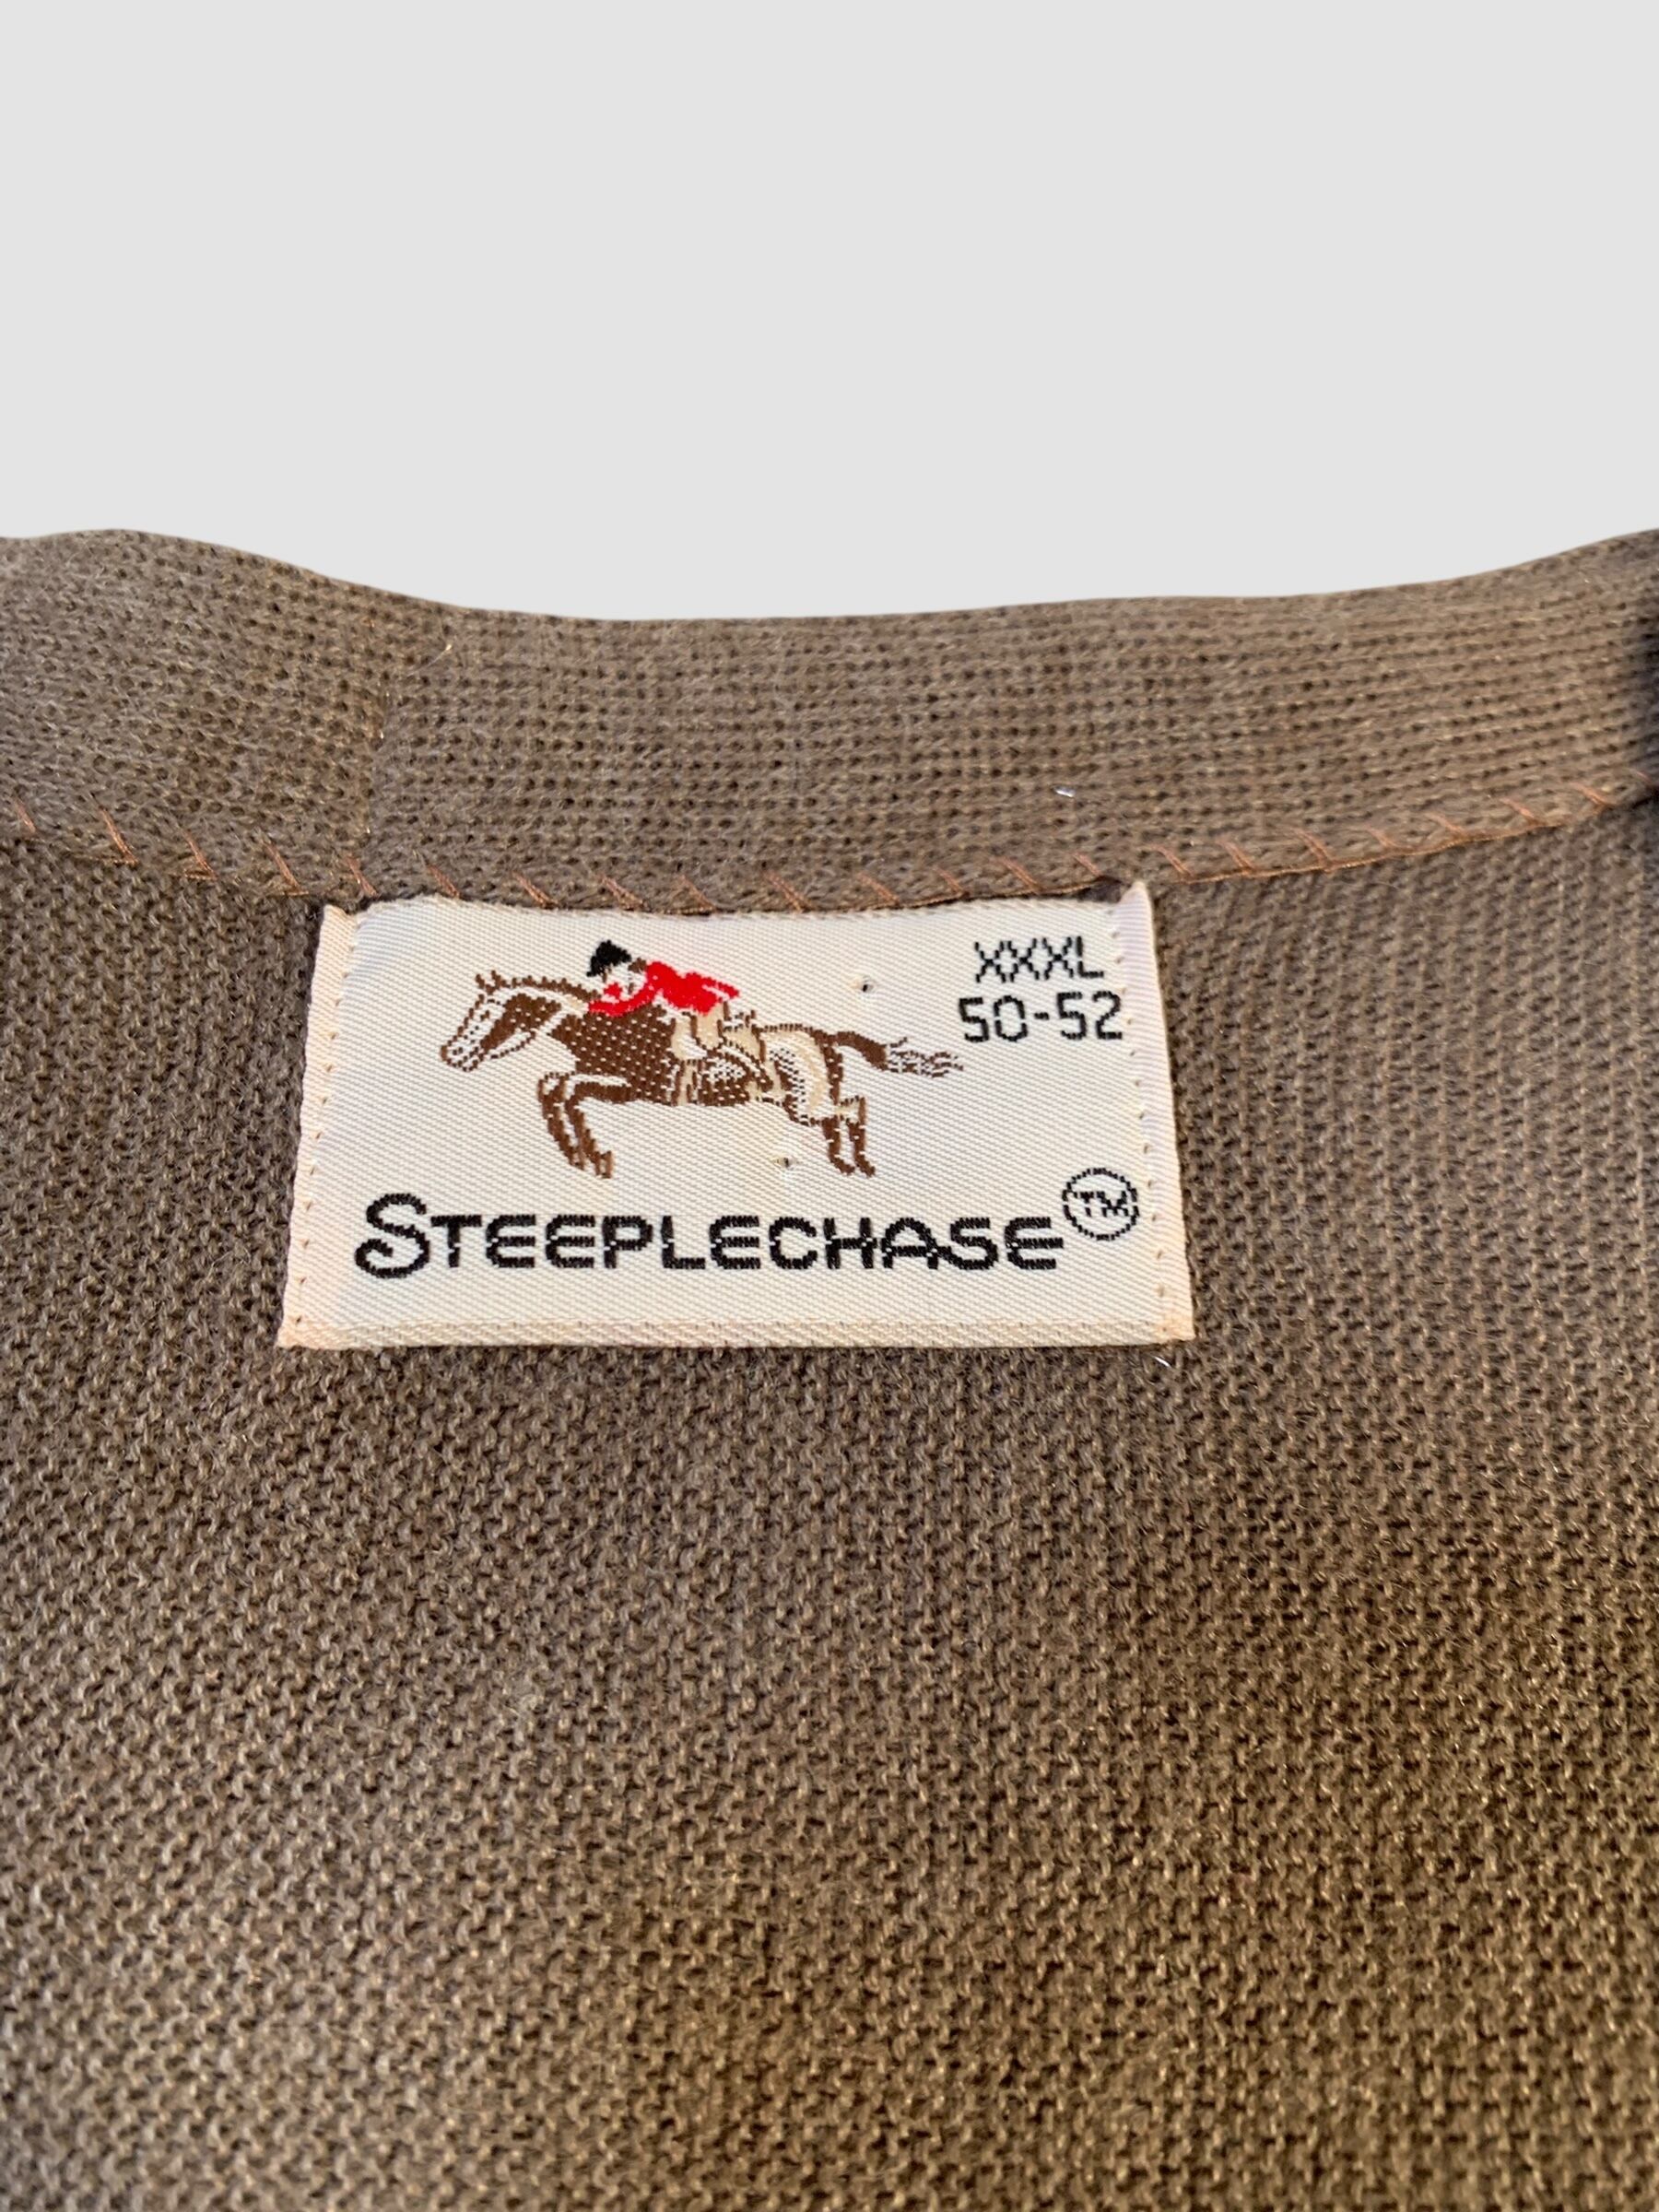 XXXL
50-52
STEEPLECHASE TM